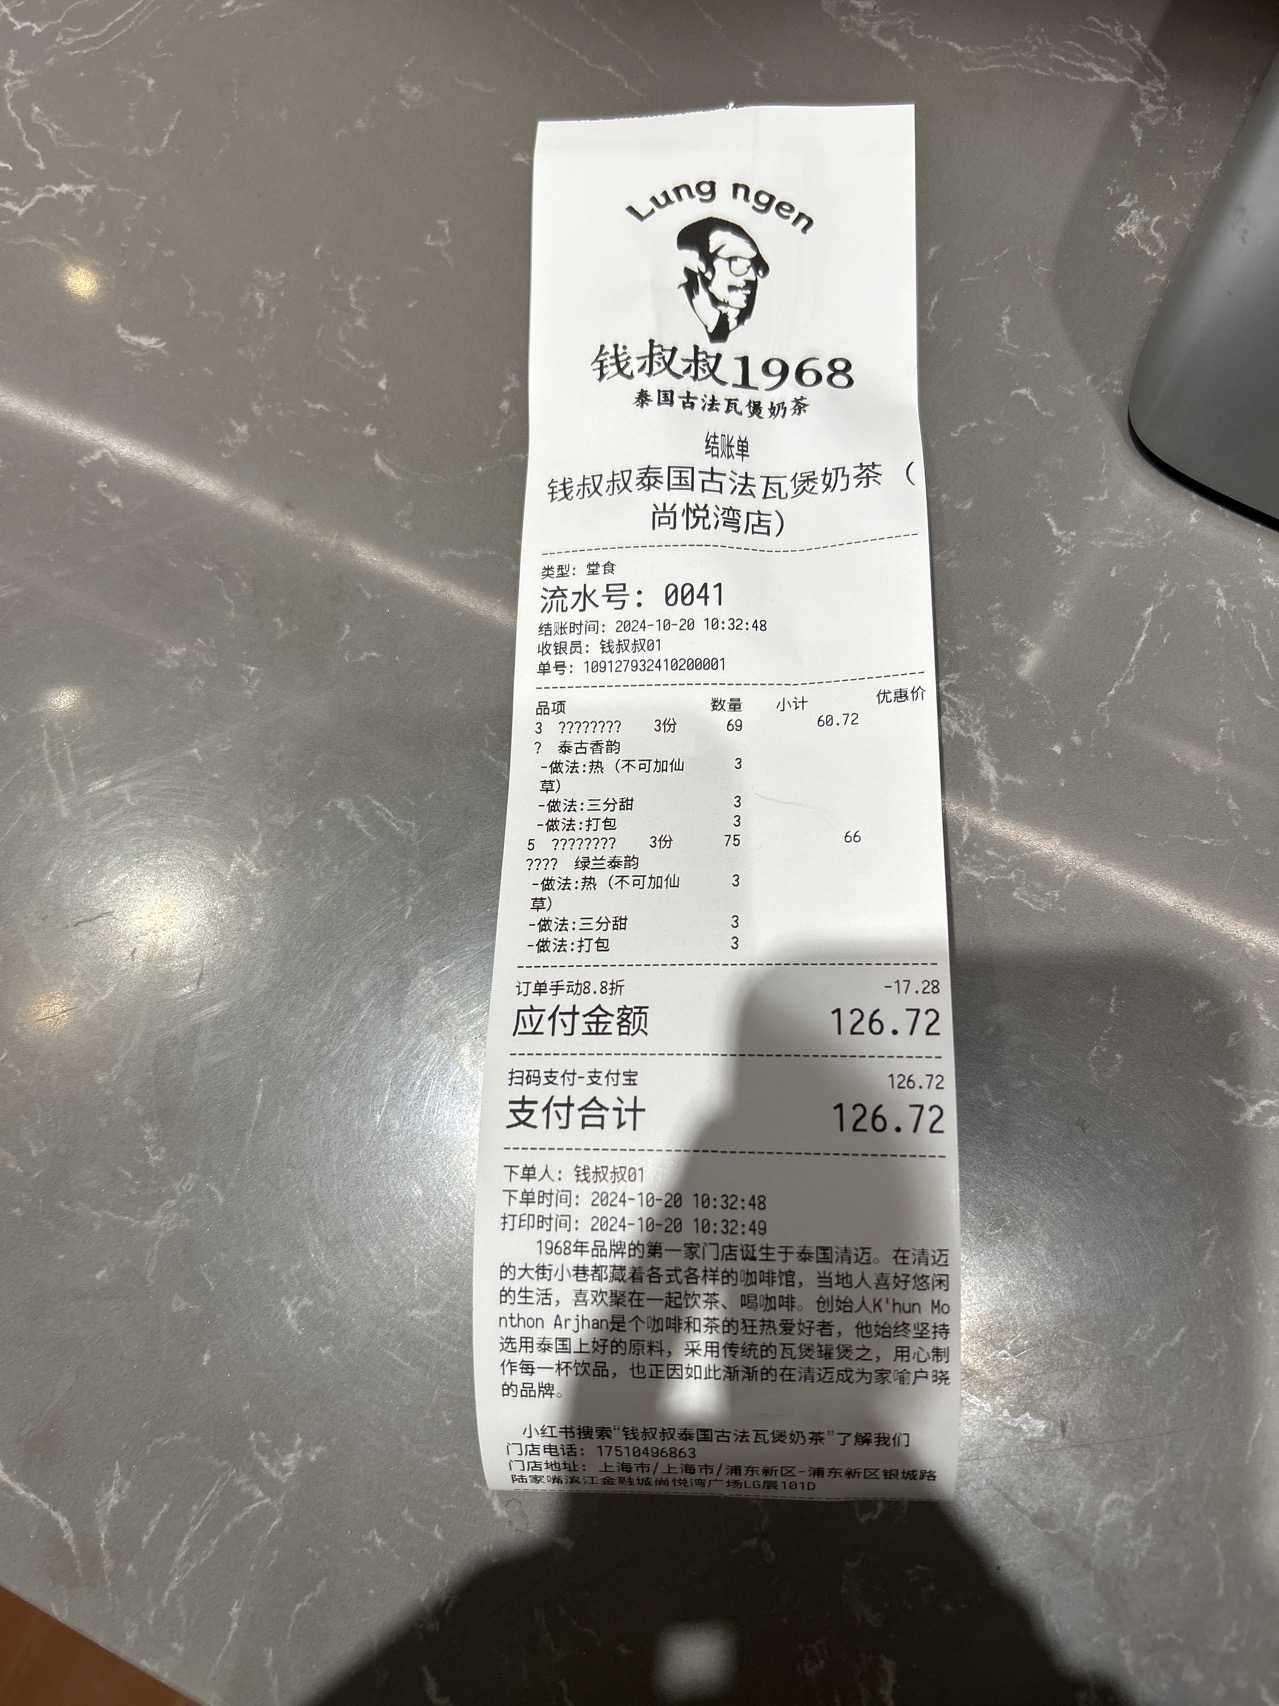 Lung ngen
钱叔叔1968
泰国古法瓦煲奶茶
结账单
钱叔叔泰国古法瓦煲奶茶（
尚悦湾店）
类型: 堂食
流水号: 0041
结账时间: 2024-10-20 10:32:48
收银员: 钱叔叔01
单号: 109127932410200001
品项 数量 小计 优惠价
3 ???????? 3份 69 60.72
? 泰古香韵
-做法:热（不可加仙 3
草）
-做法:三分甜 3
-做法:打包 3
5 ???????? 3份 75 66
???? 绿兰泰韵
-做法:热（不可加仙 3
草）
-做法:三分甜 3
-做法:打包 3
订单手动8.8折 -17.28
应付金额 126.72
扫码支付-支付宝 126.72
支付合计 126.72
下单人: 钱叔叔01
下单时间: 2024-10-20 10:32:48
打印时间: 2024-10-20 10:32:49
1968年品牌的第一家门店诞生于泰国清迈。在清迈
的大街小巷都藏着各式各样的咖啡馆，当地人喜好悠闲
的生活，喜欢聚在一起饮茶、喝咖啡。创始人K'hun Mo
nthon Arjhan是个咖啡和茶的狂热爱好者，他始终坚持
选用泰国上好的原料，采用传统的瓦煲罐煲之，用心制
作每一杯饮品，也正因如此渐渐的在清迈成为家喻户晓
的品牌。
小红书搜索“钱叔叔泰国古法瓦煲奶茶”了解我们
门店电话: 17510496863
门店地址: 上海市/上海市/浦东新区-浦东新区银城路
陆家嘴滨江金融城尚悦湾广场LG层101D